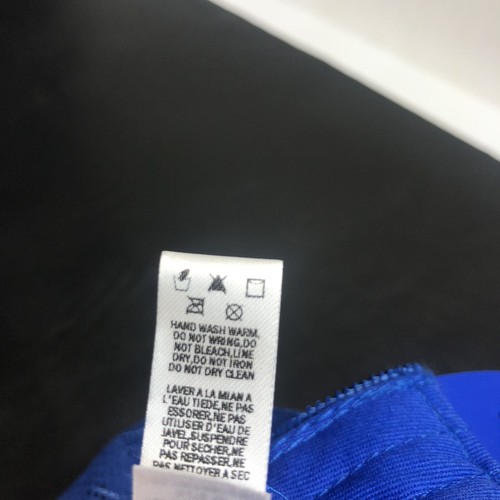 HAND WASH WARM,
DO NOT WRING,DO
NOT BLEACH,LINE
DRY,DO NOT IRON
DO NOT DRY CLEAN
LAVER A LA MIAN A
L'EAU TIEDE,NE PAS
ESSORER,NE PAS
UTILISER D'EAU DE
JAVEL,SUSPENDRE
POUR SECHER,NE
PAS REPASSER,NE
PAS NETTOYER A SEC